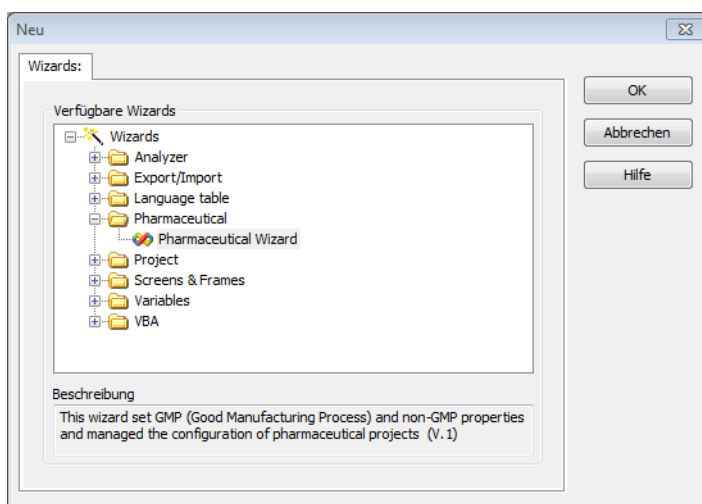 Neu
Wizards:
OK
Verfügbare Wizards
Wizards
Abbrechen
Analyzer
Export/Import
Hilfe
Language table
Pharmaceutical
Pharmaceutical Wizard
Project
Screens & Frames
Variables
VBA
Beschreibung
This wizard set GMP (Good Manufacturing Process) and non-GMP properties
and managed the configuration of pharmaceutical projects (V.1)